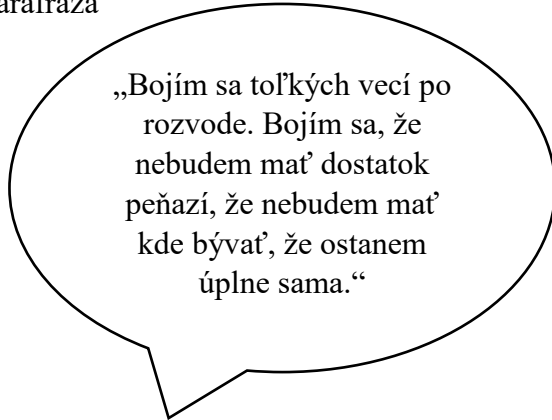 arafráza
„Bojím sa toľkých vecí po
rozvode. Bojím sa, že
nebudem mať dostatok
peňazí, že nebudem mať
kde bývať, že ostanem
úplne sama.“